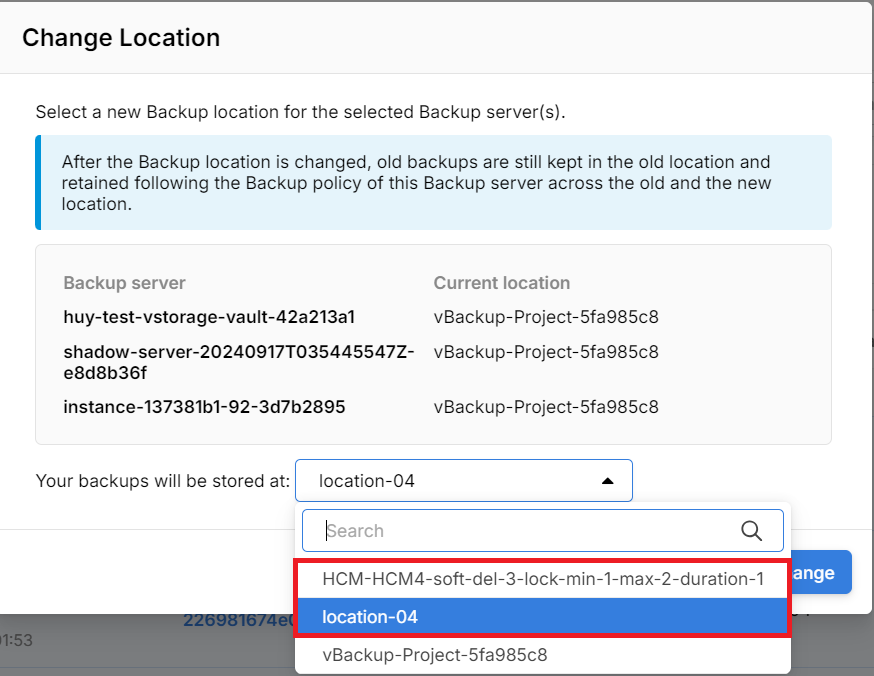 Change Location
Select a new Backup location for the selected Backup server(s).
After the Backup location is changed, old backups are still kept in the old location and
retained following the Backup policy of this Backup server across the old and the new
location.
Backup server Current location
huy-test-vstorage-vault-42a213a1 vBackup-Project-5fa985c8
shadow-server-20240917T035445547Z- vBackup-Project-5fa985c8
e8d8b36f
instance-137381b1-92-3d7b2895 vBackup-Project-5fa985c8
Your backups will be stored at: location-04
Search
HCM-HCM4-soft-del-3-lock-min-1-max-2-duration-1
ange
location-04
226981674e
1:53
vBackup-Project-5fa985c8